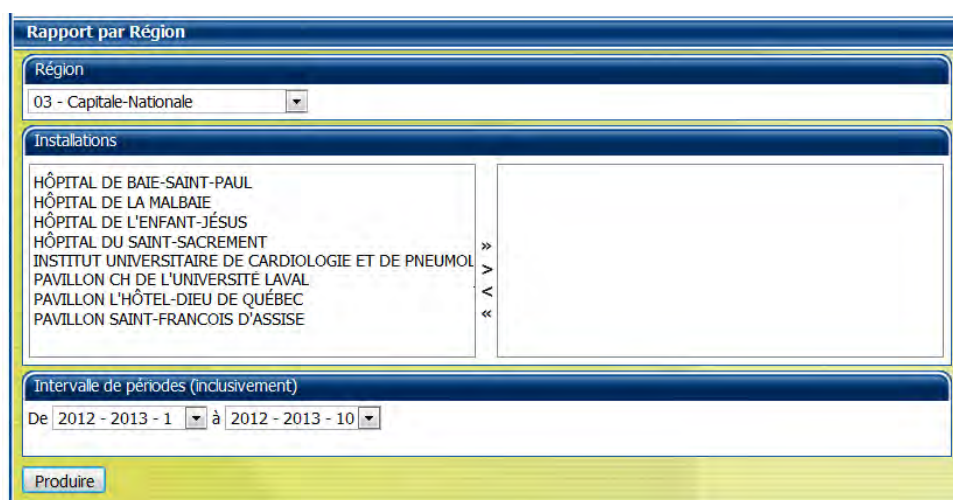 Rapport par Région
Région
03 - Capitale-Nationale
Installations
HÔPITAL DE BAIE-SAINT-PAUL
HÔPITAL DE LA MALBAIE
HÔPITAL DE L'ENFANT-JÉSUS
HÔPITAL DU SAINT-SACREMENT
INSTITUT UNIVERSITAIRE DE CARDIOLOGIE ET DE PNEUMOL
PAVILLON CH DE L'UNIVERSITÉ LAVAL
PAVILLON L'HÔTEL-DIEU DE QUÉBEC
PAVILLON SAINT-FRANCOIS D'ASSISE
»
>
<
«
Intervalle de périodes (inclusivement)
De 2012 - 2013 - 1 à 2012 - 2013 - 10
Produire